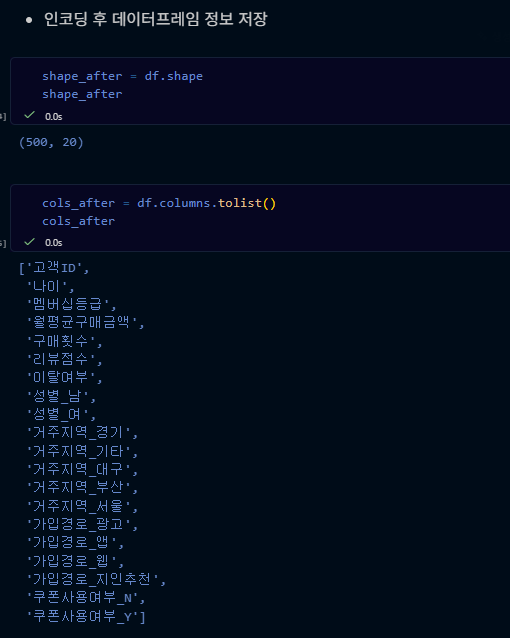 • 인코딩 후 데이터프레임 정보 저장
shape_after = df.shape
shape_after
4]
0.0s
(500, 20)
cols_after = df.columns.tolist()
cols_after
0.0s
['고객ID',
'나이',
'멤버십등급',
'월평균구매금액',
'구매횟수',
'리뷰점수',
'이탈여부',
'성별_남',
'성별_여',
'거주지역_경기',
'거주지역_기타',
'거주지역_대구',
'거주지역_부산',
'거주지역_서울',
'가입경로_광고',
'가입경로_앱',
'가입경로_웹',
'가입경로_지인추천',
'쿠폰사용여부_N',
'쿠폰사용여부_Y']